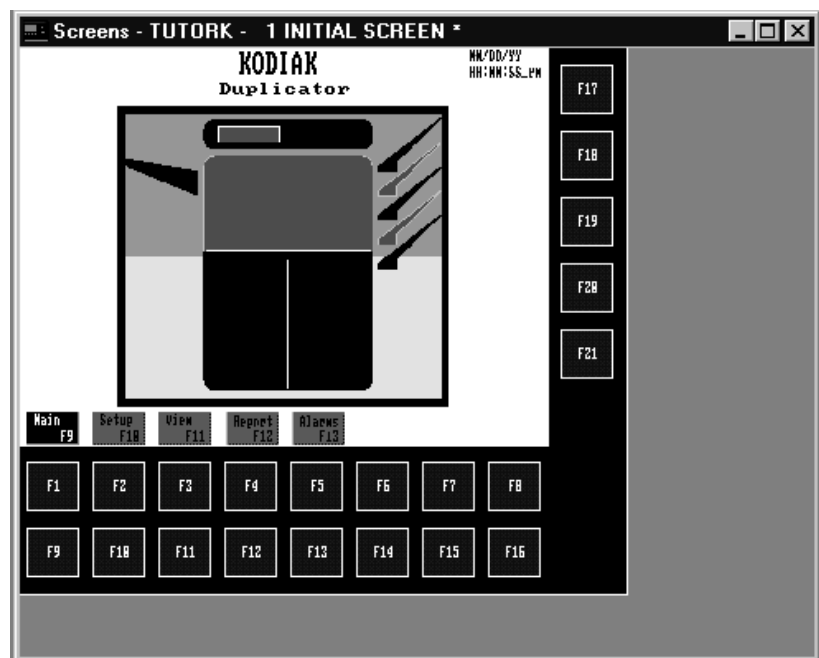 Screens - TUTORK - 1 INITIAL SCREEN *
KODIAK
Duplicator
MM/DD/YY
HH:MM:SS_PM
F17
F18
F19
F20
F21
Main
F9
Setup
F10
View
F11
Report
F12
Alarms
F13
F1 F2 F3 F4 F5 F6 F7 F8
F9 F10 F11 F12 F13 F14 F15 F16